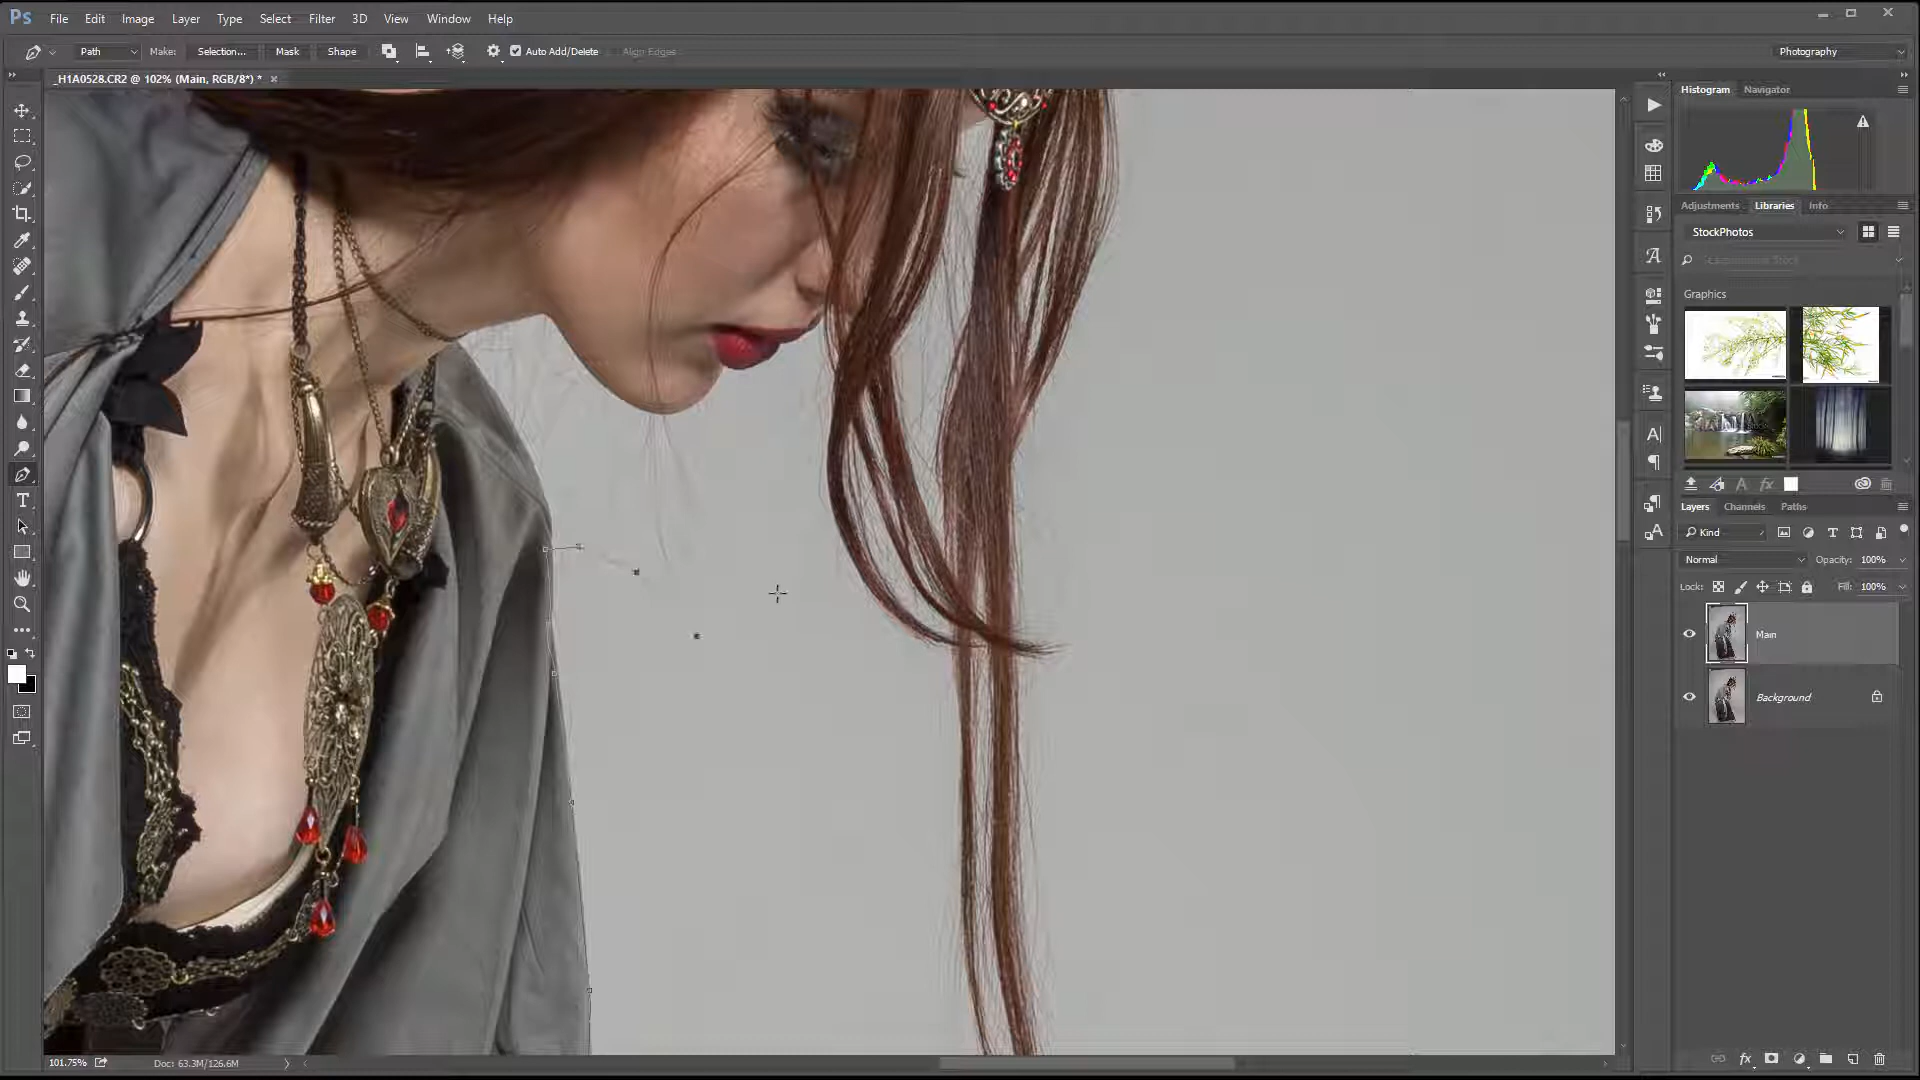 Ps File Edit Image Layer Type Select Filter 3D View Window Help
Path Make: Selection... Mask Shape Auto Add/Delete Align Edges Photography
_H1A0528.CR2 @ 102% (Main, RGB/8*) * ×
Histogram Navigator
Adjustments Libraries Info
StockPhotos
Graphics
Layers Channels Paths
Kind
Normal Opacity: 100%
Lock: Fill: 100%
Main
Background
101.75% Doc: 63.3M/126.6M